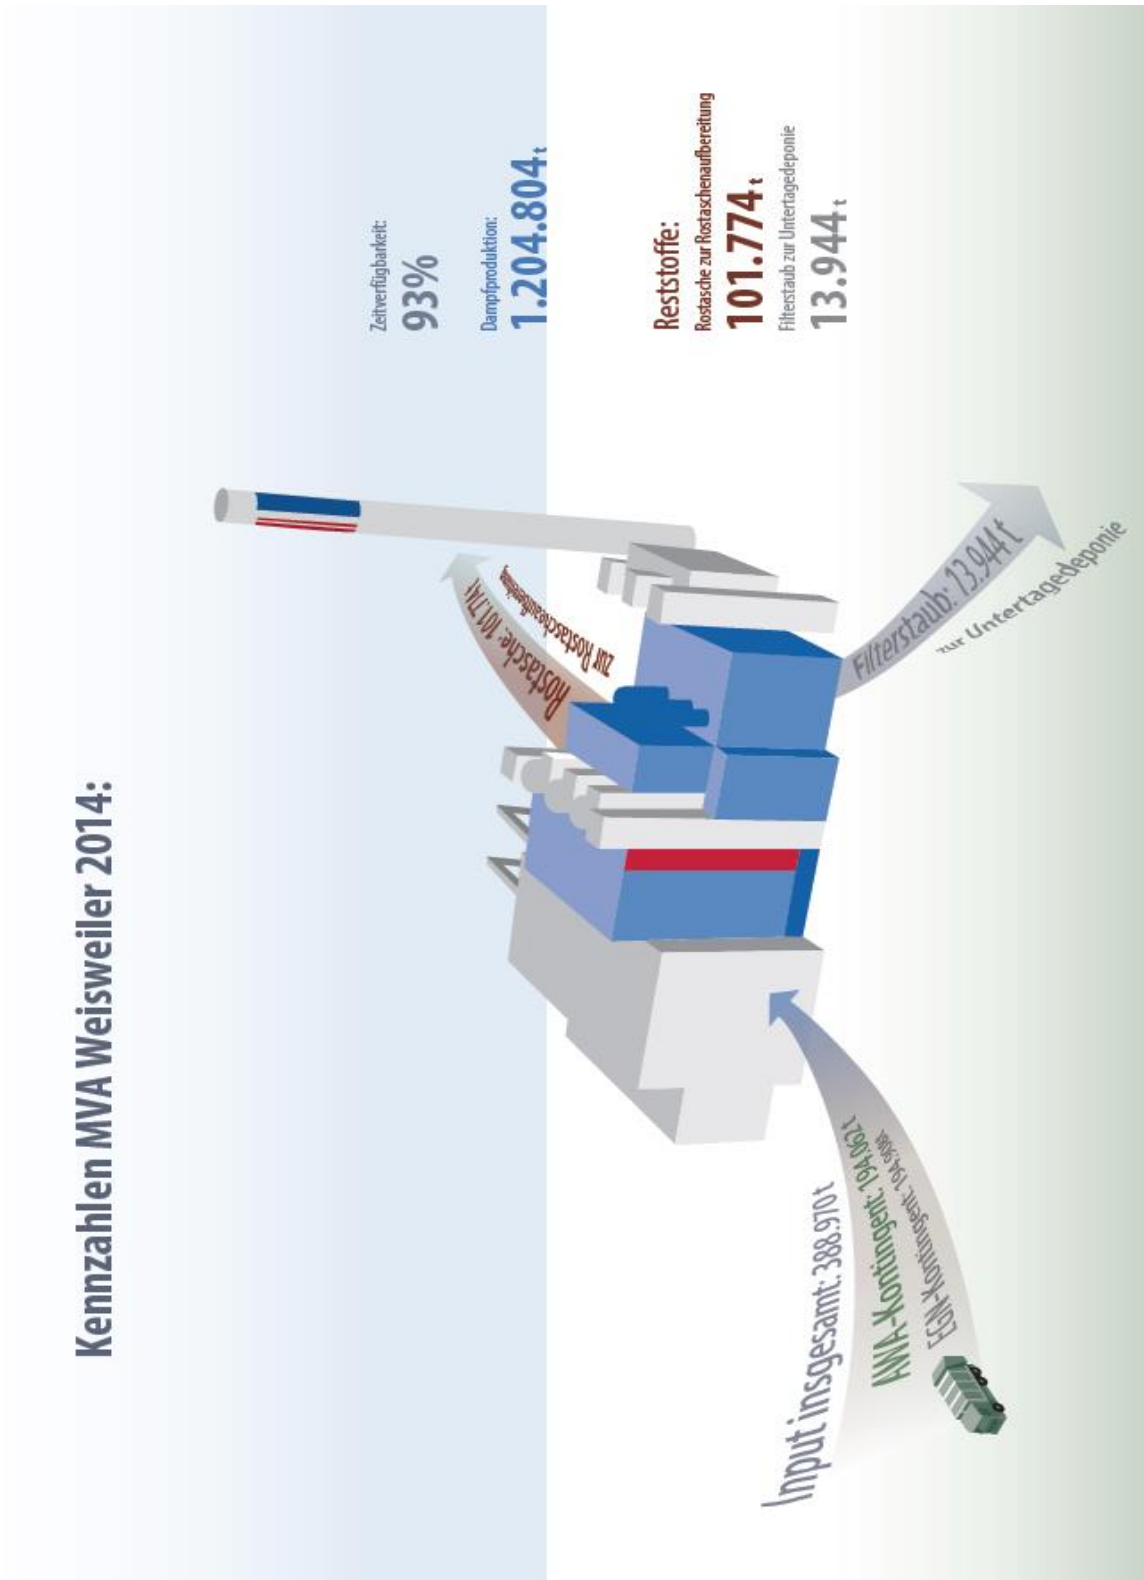 Kennzahlen MVA Weisweiler 2014:
Zeitverfügbarkeit:
93%
Dampfproduktion:
1.204.804 t
Reststoffe:
Rostasche zur Rostaschenaufbereitung
101.774 t
Filterstaub zur Untertagedeponie
13.944 t
Rostasche: 101.774 t
zur Rostascheaufbereitung
Input insgesamt: 388.970 t
AWA-Kontingent: 194.062 t
EGN-Kontingent: 194.908t
Filterstaub: 13.944 t
zur Untertagedeponie